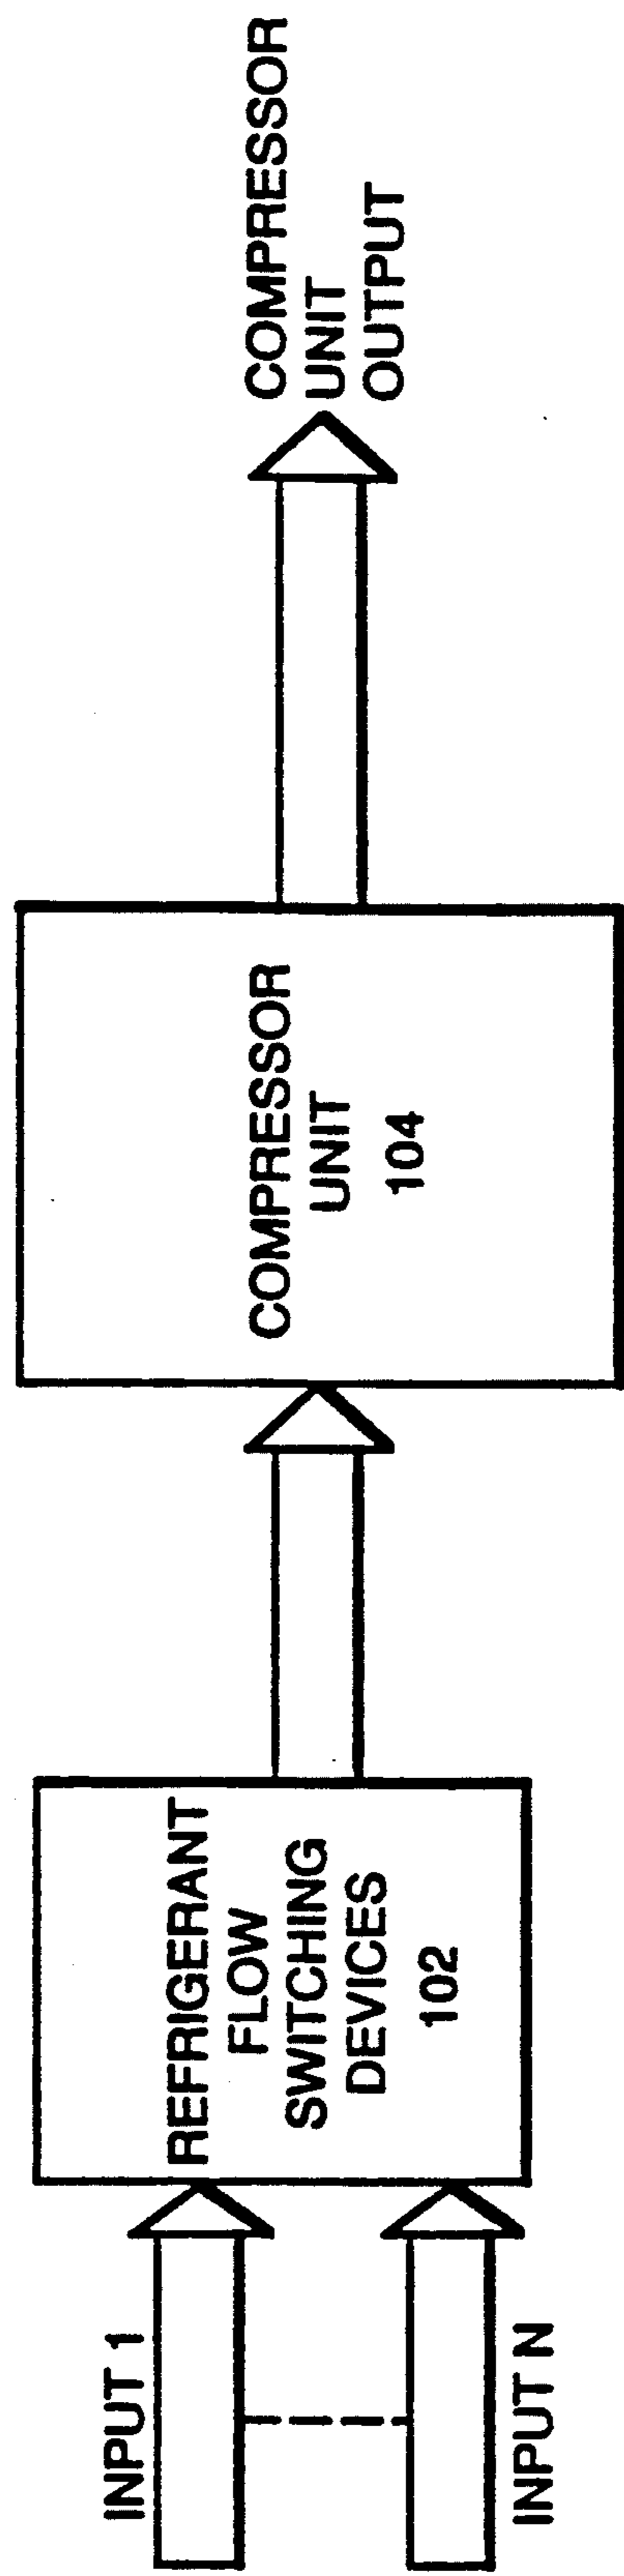 INPUT 1
INPUT N
REFRIGERANT
FLOW
SWITCHING
DEVICES
102
COMPRESSOR
UNIT
104
COMPRESSOR
UNIT
OUTPUT